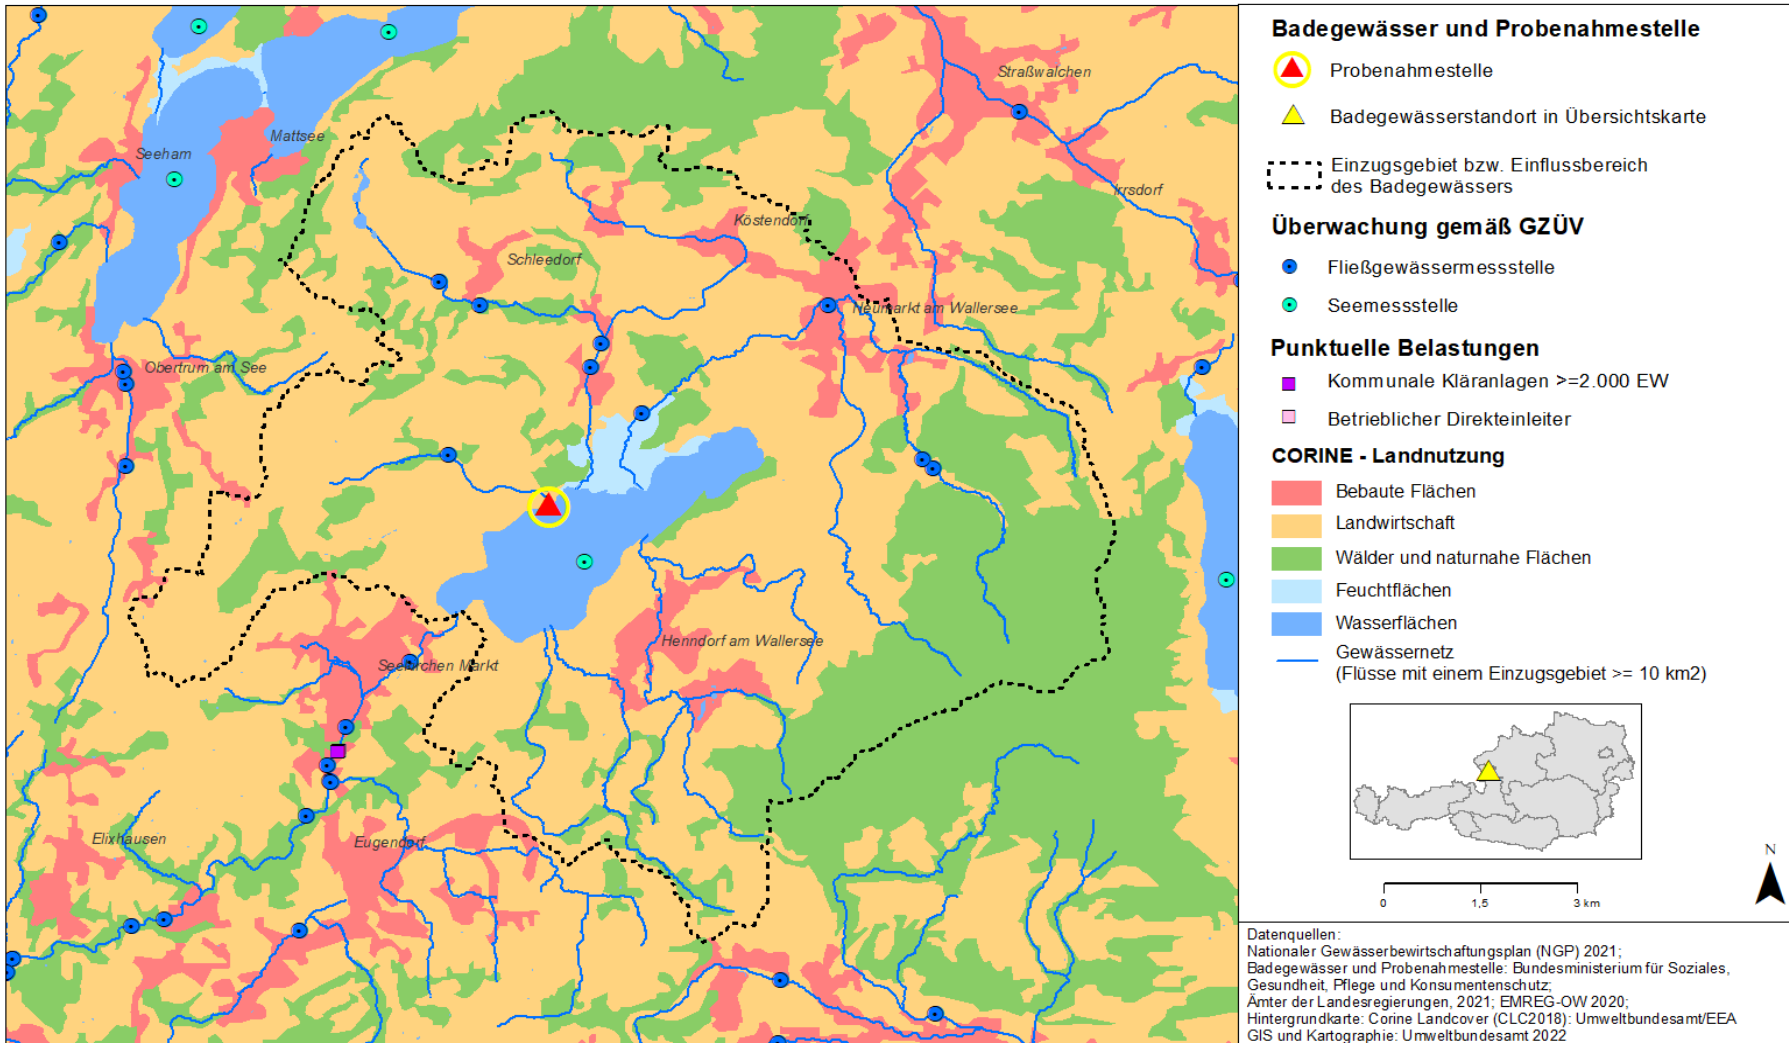 Straßwalchen
Mattsee
Seeham
Irrsdorf
Köstendorf
Schleedorf
Neumarkt am Wallersee
Obertrum am See
Henndorf am Wallersee
Seekirchen Markt
Elixhausen
Eugendorf
Badegewässer und Probenahmestelle
Probenahmestelle
Badegewässerstandort in Übersichtskarte
Einzugsgebiet bzw. Einflussbereich
des Badegewässers
Überwachung gemäß GZÜV
Fließgewässermessstelle
Seemessstelle
Punktuelle Belastungen
Kommunale Kläranlagen >=2.000 EW
Betrieblicher Direkteinleiter
CORINE - Landnutzung
Bebaute Flächen
Landwirtschaft
Wälder und naturnahe Flächen
Feuchtflächen
Wasserflächen
Gewässernetz
(Flüsse mit einem Einzugsgebiet >= 10 km2)
N
0 1,5 3 km
Datenquellen:
Nationaler Gewässerbewirtschaftungsplan (NGP) 2021;
Badegewässer und Probenahmestelle: Bundesministerium für Soziales,
Gesundheit, Pflege und Konsumentenschutz;
Ämter der Landesregierungen, 2021; EMREG-OW 2020;
Hintergrundkarte: Corine Landcover (CLC2018): Umweltbundesamt/EEA
GIS und Kartographie: Umweltbundesamt 2022